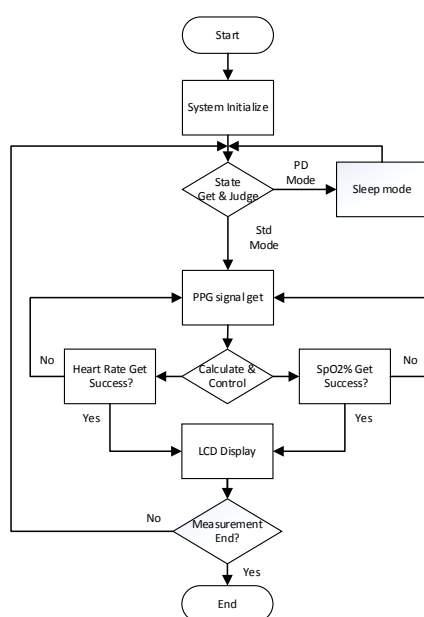 Start
System Initialize
State
Get & Judge
PD
Mode
Sleep mode
Std
Mode
PPG signal get
No
Heart Rate Get
Success?
Calculate &
Control
SpO2% Get
Success?
No
Yes
Yes
LCD Display
No
Measurement
End?
Yes
End